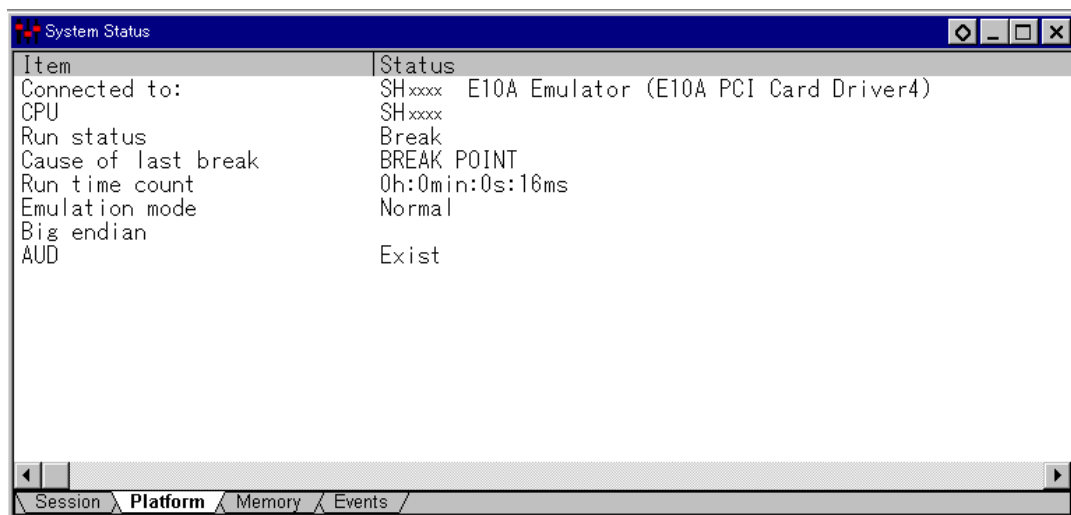 System Status
Item Status
Connected to: SHxxxx E10A Emulator (E10A PCI Card Driver4)
CPU SHxxxx
Run status Break
Cause of last break BREAK POINT
Run time count 0h:0min:0s:16ms
Emulation mode Normal
Big endian
AUD Exist
Session Platform Memory Events